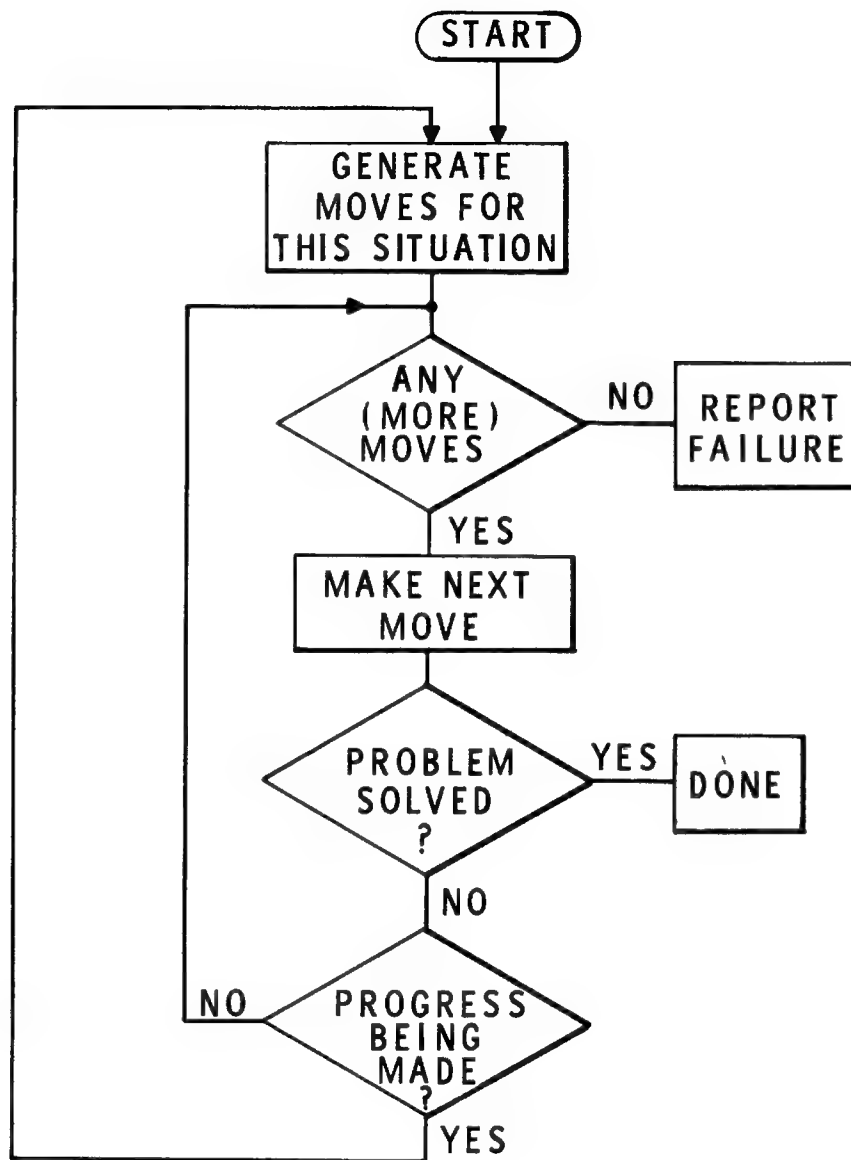 START
GENERATE
MOVES FOR
THIS SITUATION
ANY
(MORE)
MOVES
NO
REPORT
FAILURE
YES
MAKE NEXT
MOVE
PROBLEM
SOLVED
?
YES
DONE
NO
NO
PROGRESS
BEING
MADE
?
YES